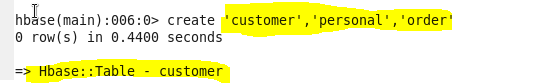 hbase(main):006:0> create 'customer','personal','order'
0 row(s) in 0.4400 seconds
=> Hbase::Table - customer